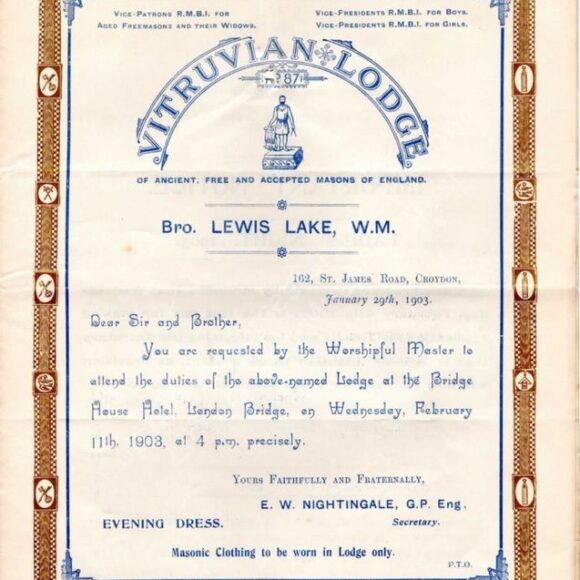 Vice-Patrons R.M.B.I. for
Aged Freemasons and their Widows.
Vice-Presidents R.M.B.I. for Boys.
Vice-Presidents R.M.B.I. for Girls.
VITRUVIAN LODGE
No 87
OF ANCIENT, FREE AND ACCEPTED MASONS OF ENGLAND.
Bro. LEWIS LAKE, W.M.
162, St. James' Road, Croydon,
January 29th, 1903.
Dear Sir and Brother,
You are requested by the Worshipful Master to
attend the duties of the above-named Lodge at the Bridge
House Hotel, London Bridge, on Wednesday, February
11th, 1903, at 4 p.m. precisely.
Yours Faithfully and Fraternally,
E. W. NIGHTINGALE, G.P. Eng,
Secretary.
EVENING DRESS.
Masonic Clothing to be worn in Lodge only.
P.T.O.